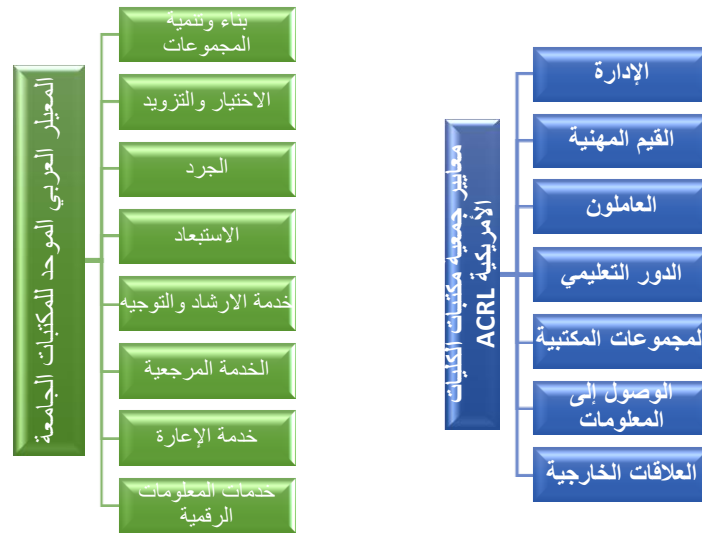 معايير جمعية مكتبات الكليات
الأمريكية ACRL
الإدارة
القيم المهنية
العاملون
الدور التعليمي
المجموعات المكتبية
الوصول إلى
المعلومات
العلاقات الخارجية
المعيار العربي الموحد للمكتبات الجامعة
بناء وتنمية
المجموعات
الاختيار والتزويد
الجرد
الاستبعاد
خدمة الارشاد والتوجيه
الخدمة المرجعية
خدمة الإعارة
خدمات المعلومات
الرقمية